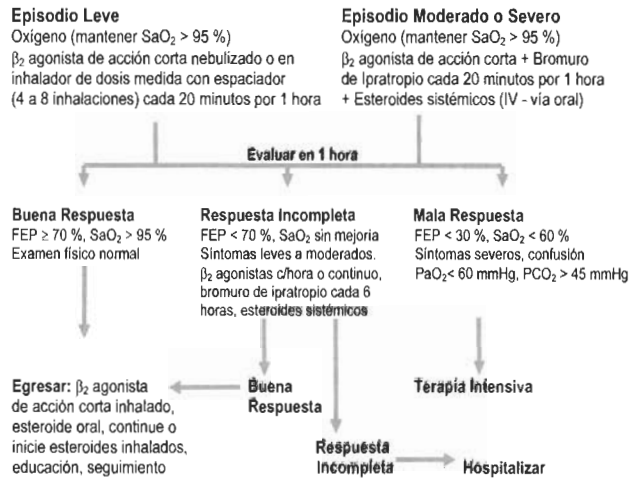 Episodio Leve
Oxígeno (mantener SaO₂ > 95 %)
β₂ agonista de acción corta nebulizado o en
inhalador de dosis medida con espaciador
(4 a 8 inhalaciones) cada 20 minutos por 1 hora
Episodio Moderado o Severo
Oxígeno (mantener SaO₂ > 95 %)
β₂ agonista de acción corta + Bromuro
de Ipratropio cada 20 minutos por 1 hora
+ Esteroides sistémicos (IV - vía oral)
Evaluar en 1 hora
Buena Respuesta
FEP ≥ 70 %, SaO₂ > 95 %
Examen físico normal
Respuesta Incompleta
FEP < 70 %, SaO₂ sin mejoria
Síntomas leves a moderados.
β₂ agonistas c/hora o continuo,
bromuro de ipratropio cada 6
horas, esteroides sistémicos
Mala Respuesta
FEP < 30 %, SaO₂ < 60 %
Síntomas severos, confusión
PaO₂< 60 mmHg, PCO₂ > 45 mmHg
Egresar: β₂ agonista
de acción corta inhalado,
esteroide oral, continue o
inicie esteroides inhalados,
educación, seguimiento
Buena
Respuesta
Terapia Intensiva
Respuesta
Incompleta
Hospitalizar